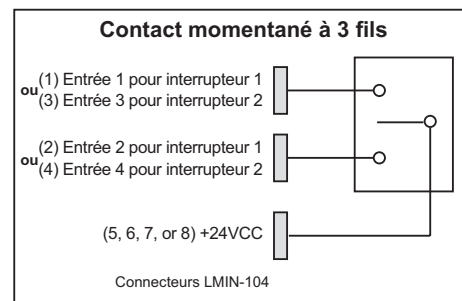 Contact momentané à 3 fils
(1) Entrée 1 pour interrupteur 1
ou
(3) Entrée 3 pour interrupteur 2
(2) Entrée 2 pour interrupteur 1
ou
(4) Entrée 4 pour interrupteur 2
(5, 6, 7, or 8) +24VCC
Connecteurs LMIN-104